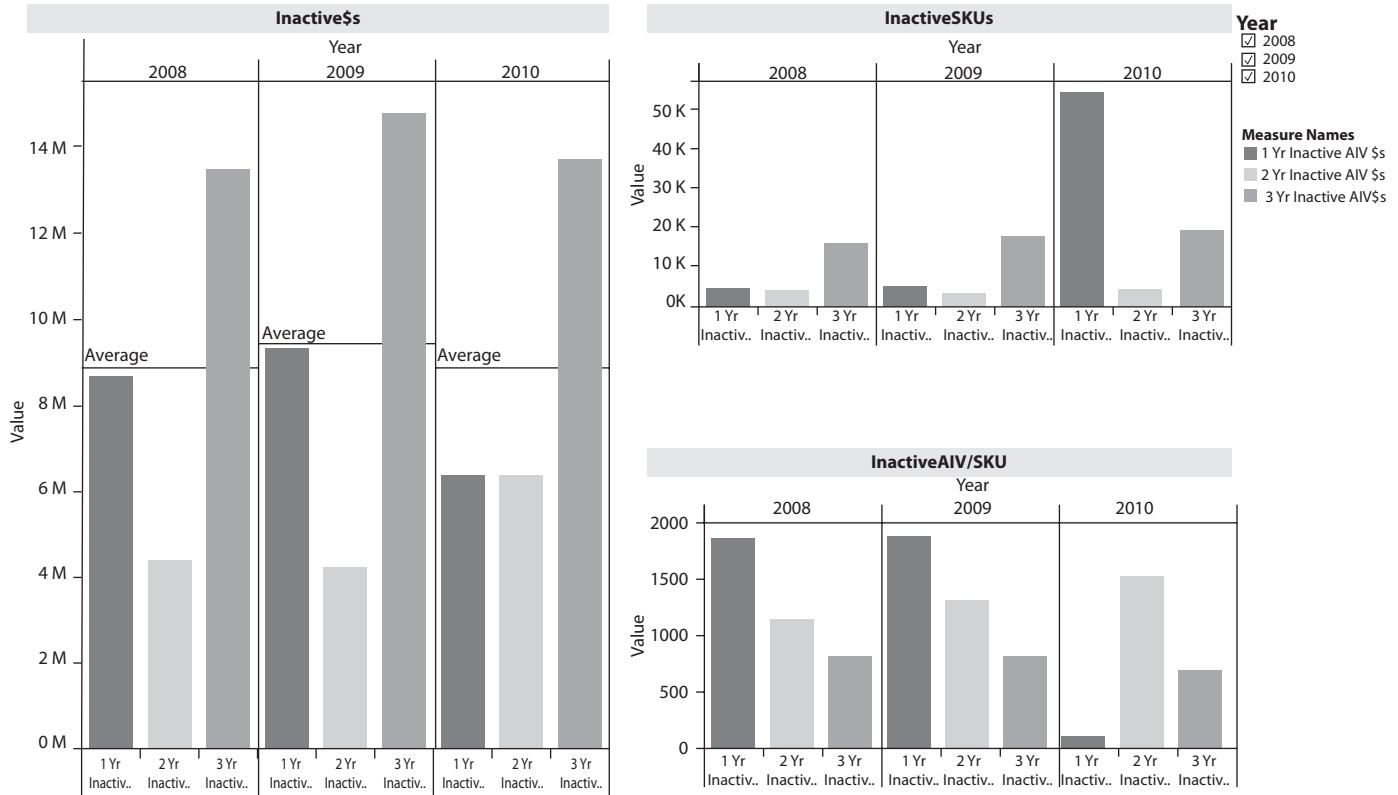 Inactive$s
Year
2008 2009 2010
14 M
12 M
10 M
8 M
6 M
4 M
2 M
0 M
Value
Average
Average
Average
1 Yr 2 Yr 3 Yr 1 Yr 2 Yr 3 Yr 1 Yr 2 Yr 3 Yr
Inactiv.. Inactiv.. Inactiv.. Inactiv.. Inactiv.. Inactiv.. Inactiv.. Inactiv.. Inactiv..
InactiveSKUs
Year
2008 2009 2010
50 K
40 K
30 K
20 K
10 K
0K
Value
1 Yr 2 Yr 3 Yr 1 Yr 2 Yr 3 Yr 1 Yr 2 Yr 3 Yr
Inactiv.. Inactiv.. Inactiv.. Inactiv.. Inactiv.. Inactiv.. Inactiv.. Inactiv.. Inactiv..
Year
2008
2009
2010
Measure Names
1 Yr Inactive AIV $s
2 Yr Inactive AIV $s
3 Yr Inactive AIV$s
InactiveAIV/SKU
Year
2008 2009 2010
2000
1500
1000
500
0
Value
1 Yr 2 Yr 3 Yr 1 Yr 2 Yr 3 Yr 1 Yr 2 Yr 3 Yr
Inactiv.. Inactiv.. Inactiv.. Inactiv.. Inactiv.. Inactiv.. Inactiv.. Inactiv.. Inactiv..